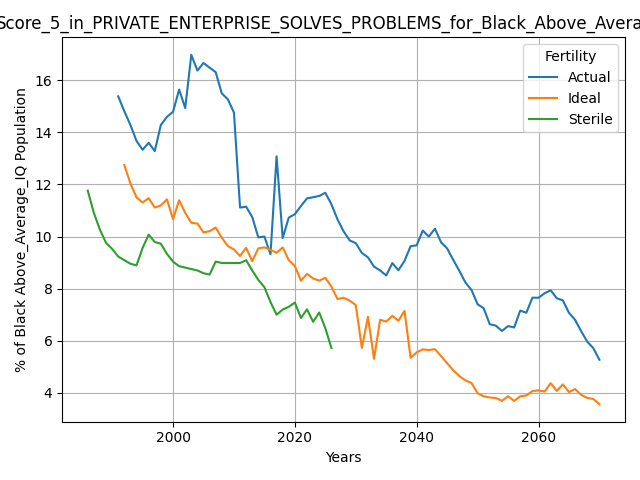 Score_5_in_PRIVATE_ENTERPRISE_SOLVES_PROBLEMS_for_Black_Above_Avera
Fertility
Actual
Ideal
Sterile
% of Black Above_Average_IQ Population
16
14
12
10
8
6
4
2000
2020
2040
2060
Years